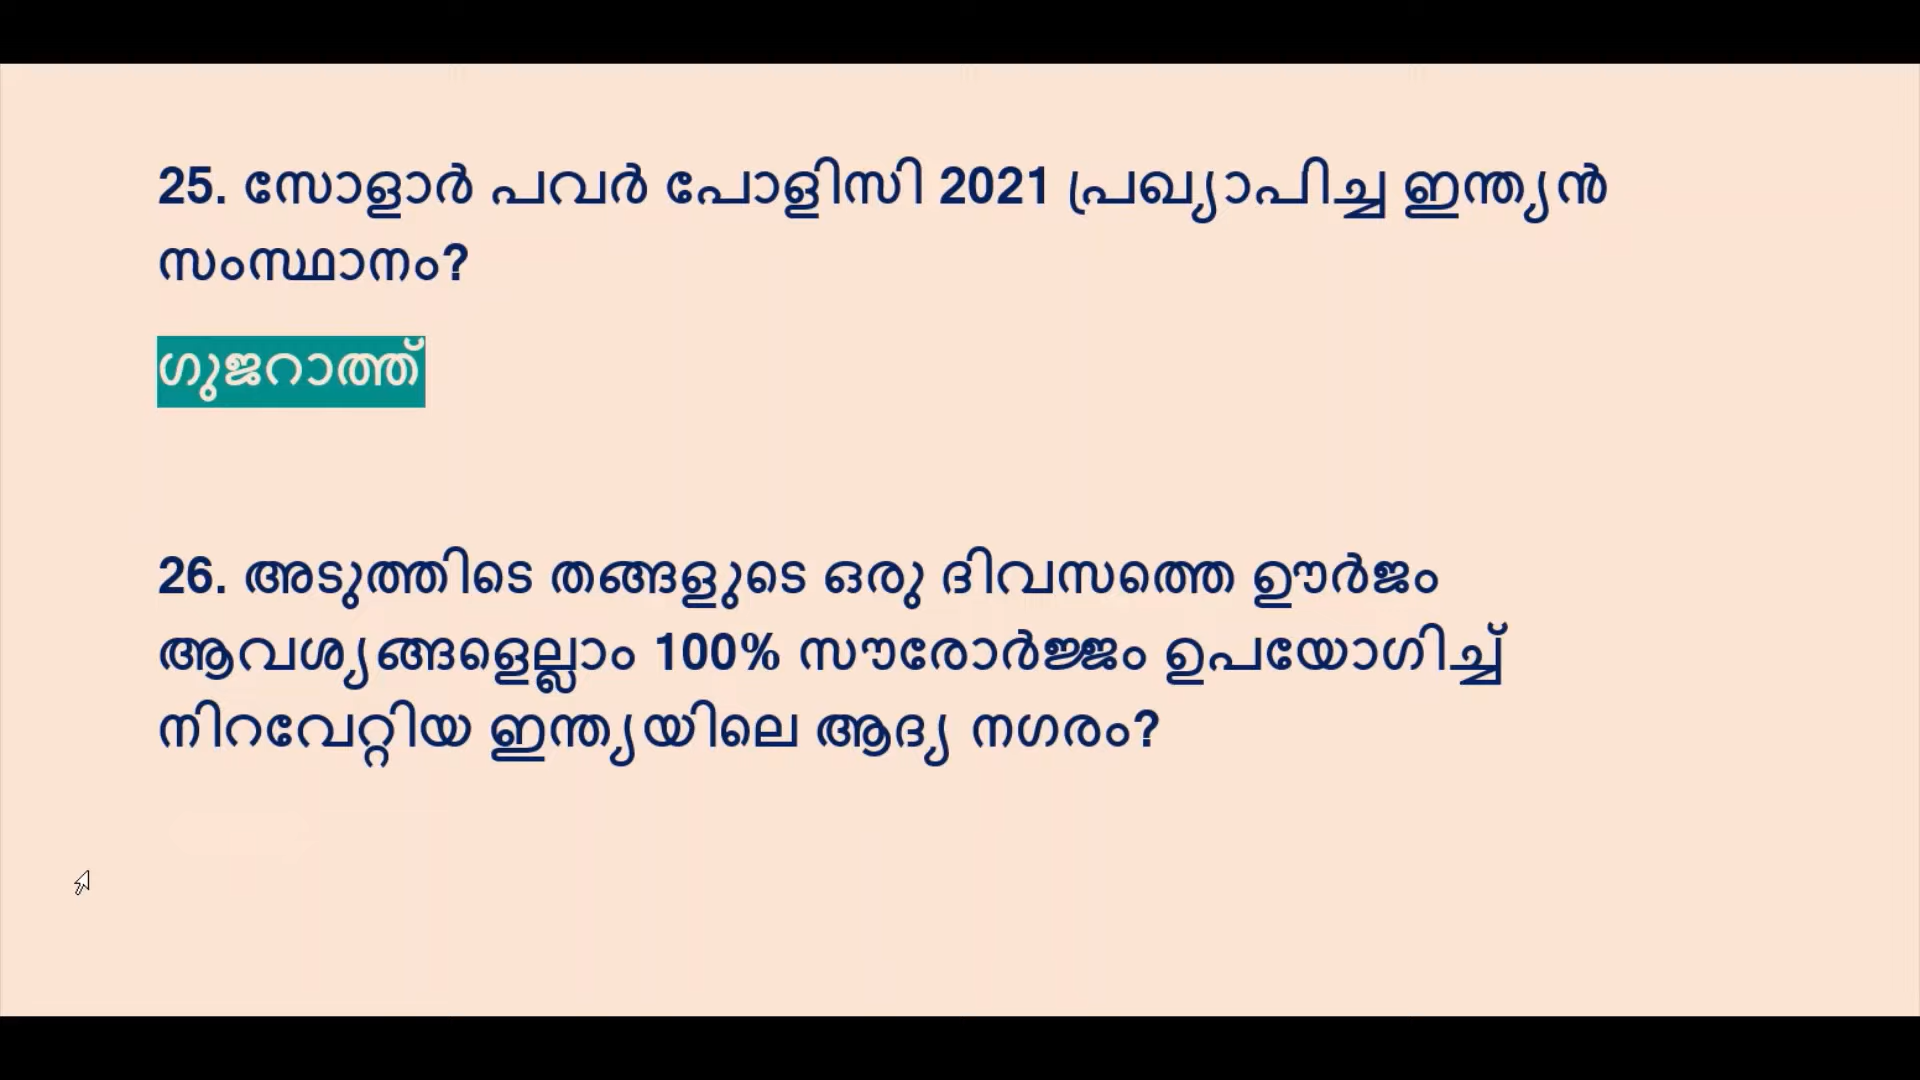 25. സോളാർ പവർ പോളിസി 2021 പ്രഖ്യാപിച്ച ഇന്ത്യൻ
സംസ്ഥാനം?
ഗുജറാത്ത്
26. അടുത്തിടെ തങ്ങളുടെ ഒരു ദിവസത്തെ ഊർജം
ആവശ്യങ്ങളെല്ലാം 100% സൗരോർജ്ജം ഉപയോഗിച്ച്
നിറവേറ്റിയ ഇന്ത്യയിലെ ആദ്യ നഗരം?